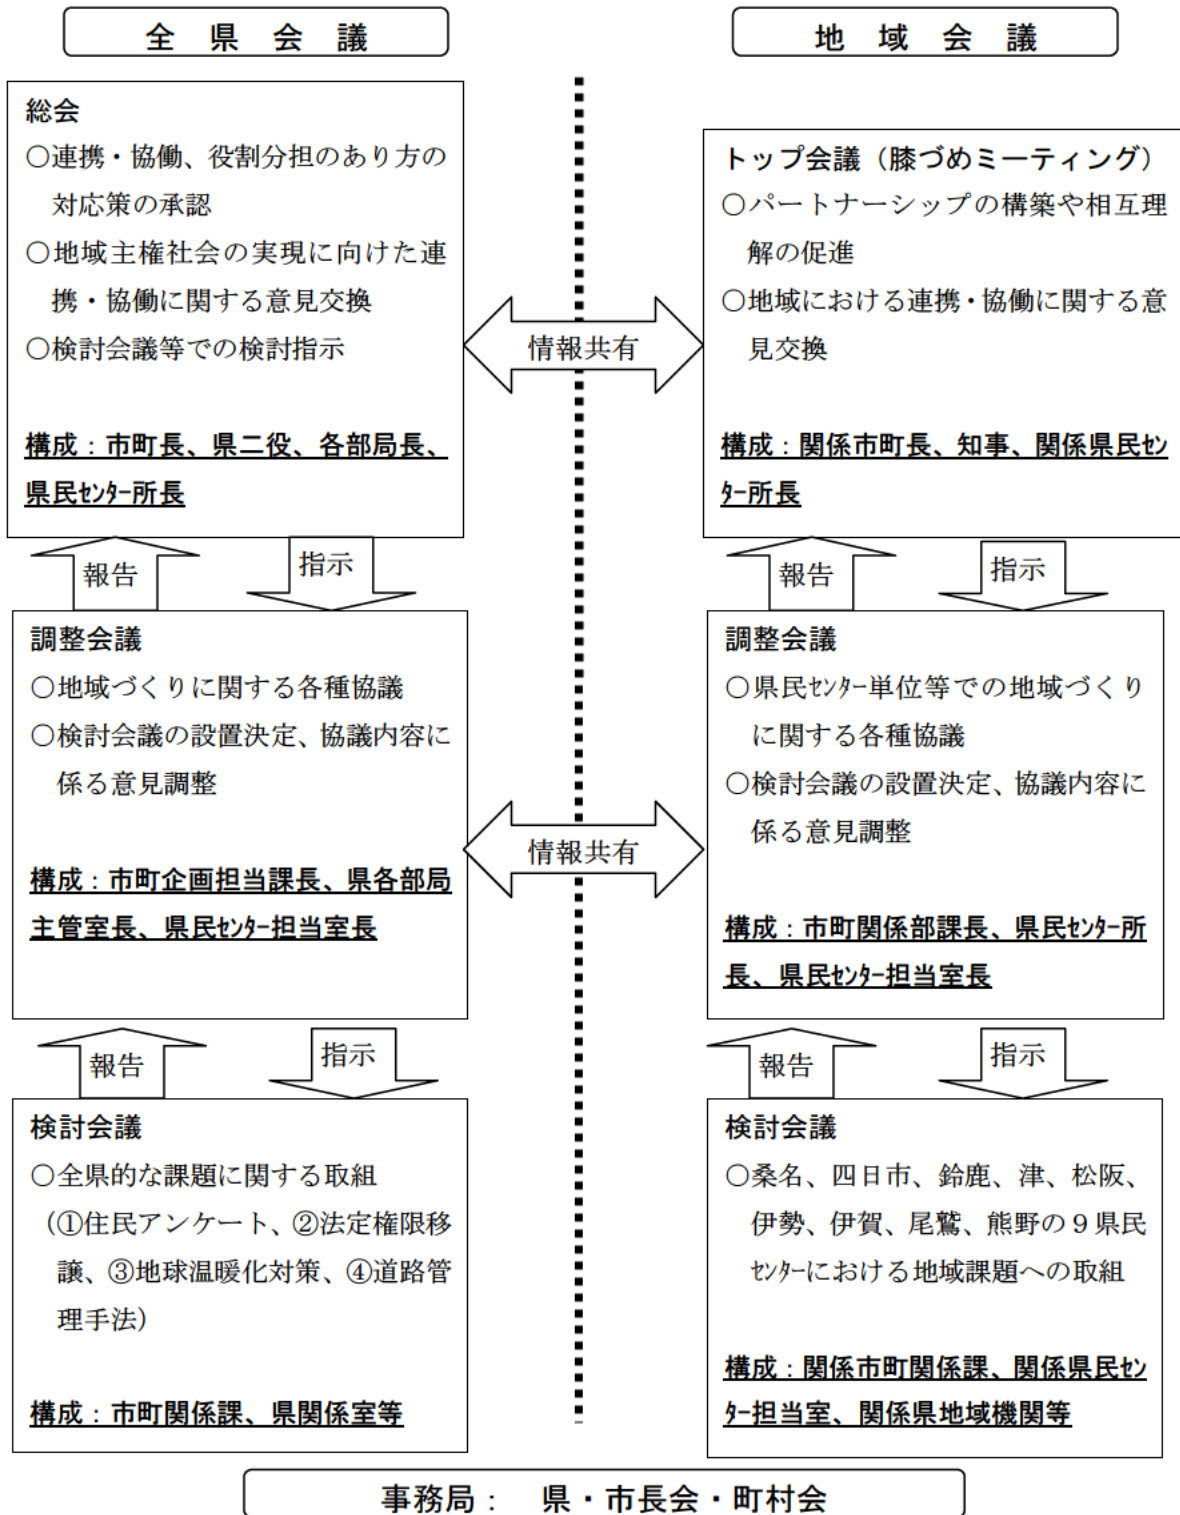 全県会議
地域会議
総会
○連携・協働、役割分担のあり方の
対応策の承認
○地域主権社会の実現に向けた連
携・協働に関する意見交換
○検討会議等での検討指示
構成：市町長、県二役、各部局長、
県民ｾﾝﾀｰ所長
トップ会議（膝づめミーティング）
○パートナーシップの構築や相互理
解の促進
○地域における連携・協働に関する意
見交換
構成：関係市町長、知事、関係県民ｾﾝ
ﾀｰ所長
情報共有
報告
指示
報告
指示
調整会議
○地域づくりに関する各種協議
○検討会議の設置決定、協議内容に
係る意見調整
構成：市町企画担当課長、県各部局
主管室長、県民ｾﾝﾀｰ担当室長
調整会議
○県民ｾﾝﾀｰ単位等での地域づくり
に関する各種協議
○検討会議の設置決定、協議内容に
係る意見調整
構成：市町関係部課長、県民ｾﾝﾀｰ所
長、県民ｾﾝﾀｰ担当室長
情報共有
報告
指示
報告
指示
検討会議
○全県的な課題に関する取組
（①住民アンケート、②法定権限移
譲、③地球温暖化対策、④道路管
理手法）
構成：市町関係課、県関係室等
検討会議
○桑名、四日市、鈴鹿、津、松阪、
伊勢、伊賀、尾鷲、熊野の９県民
ｾﾝﾀｰにおける地域課題への取組
構成：関係市町関係課、関係県民ｾﾝ
ﾀｰ担当室、関係県地域機関等
事務局：　県・市長会・町村会